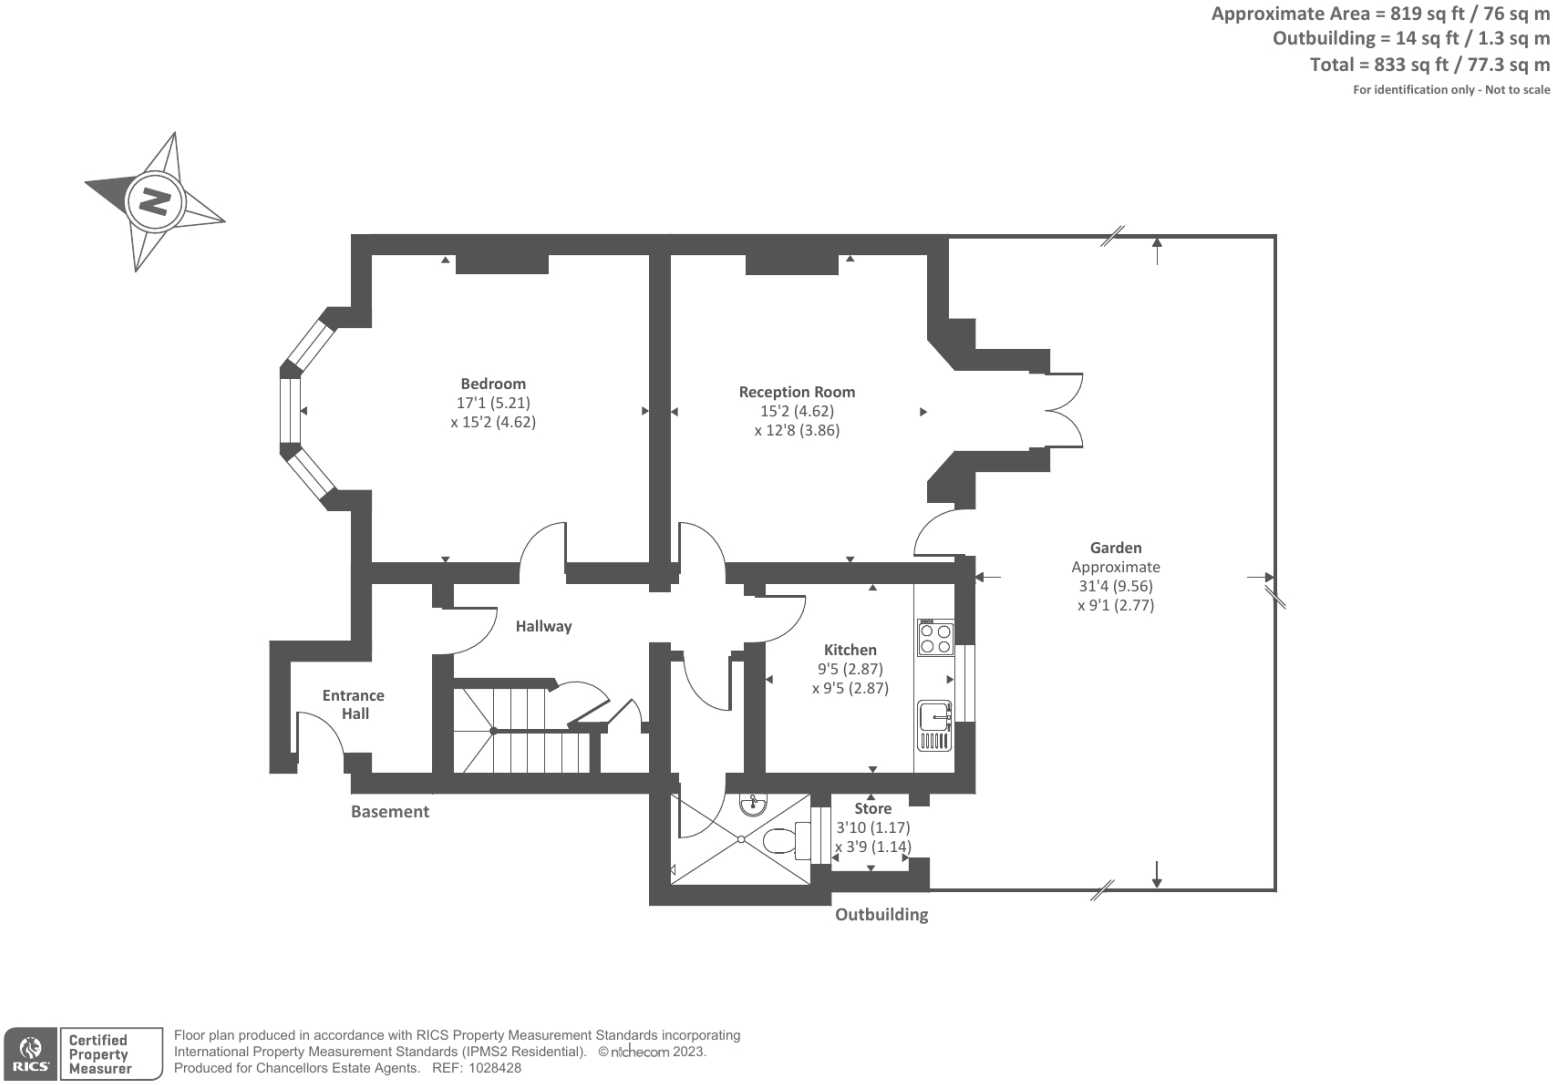 Approximate Area = 819 sq ft / 76 sq m
Outbuilding = 14 sq ft / 1.3 sq m
Total = 833 sq ft / 77.3 sq m
For identification only - Not to scale
N
Bedroom
17'1 (5.21)
x 15'2 (4.62)
Reception Room
15'2 (4.62)
x 12'8 (3.86)
Garden
Approximate
31'4 (9.56)
x 9'1 (2.77)
Hallway
Kitchen
9'5 (2.87)
x 9'5 (2.87)
Entrance
Hall
Basement
Store
3'10 (1.17)
x 3'9 (1.14)
Outbuilding
RICS
Certified
Property
Measurer
Floor plan produced in accordance with RICS Property Measurement Standards incorporating
International Property Measurement Standards (IPMS2 Residential). © nichecom 2023.
Produced for Chancellors Estate Agents. REF: 1028428